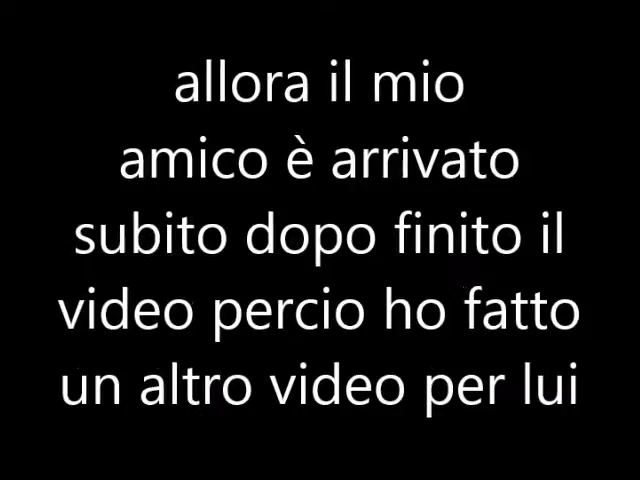 allora il mio
amico è arrivato
subito dopo finito il
video percio ho fatto
un altro video per lui